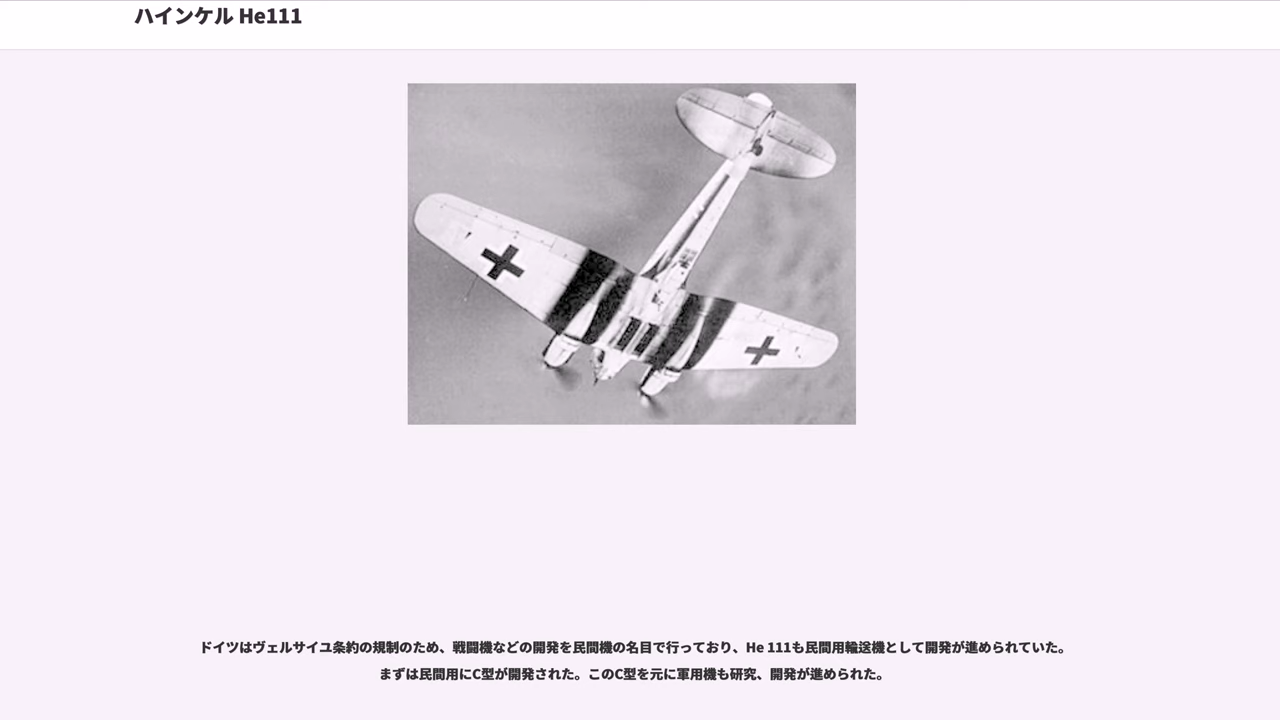 ハインケル He111
ドイツはヴェルサイユ条約の規制のため、戦闘機などの開発を民間機の名目で行っており、He 111も民間用輸送機として開発が進められていた。
まずは民間用にC型が開発された。このC型を元に軍用機も研究、開発が進められた。